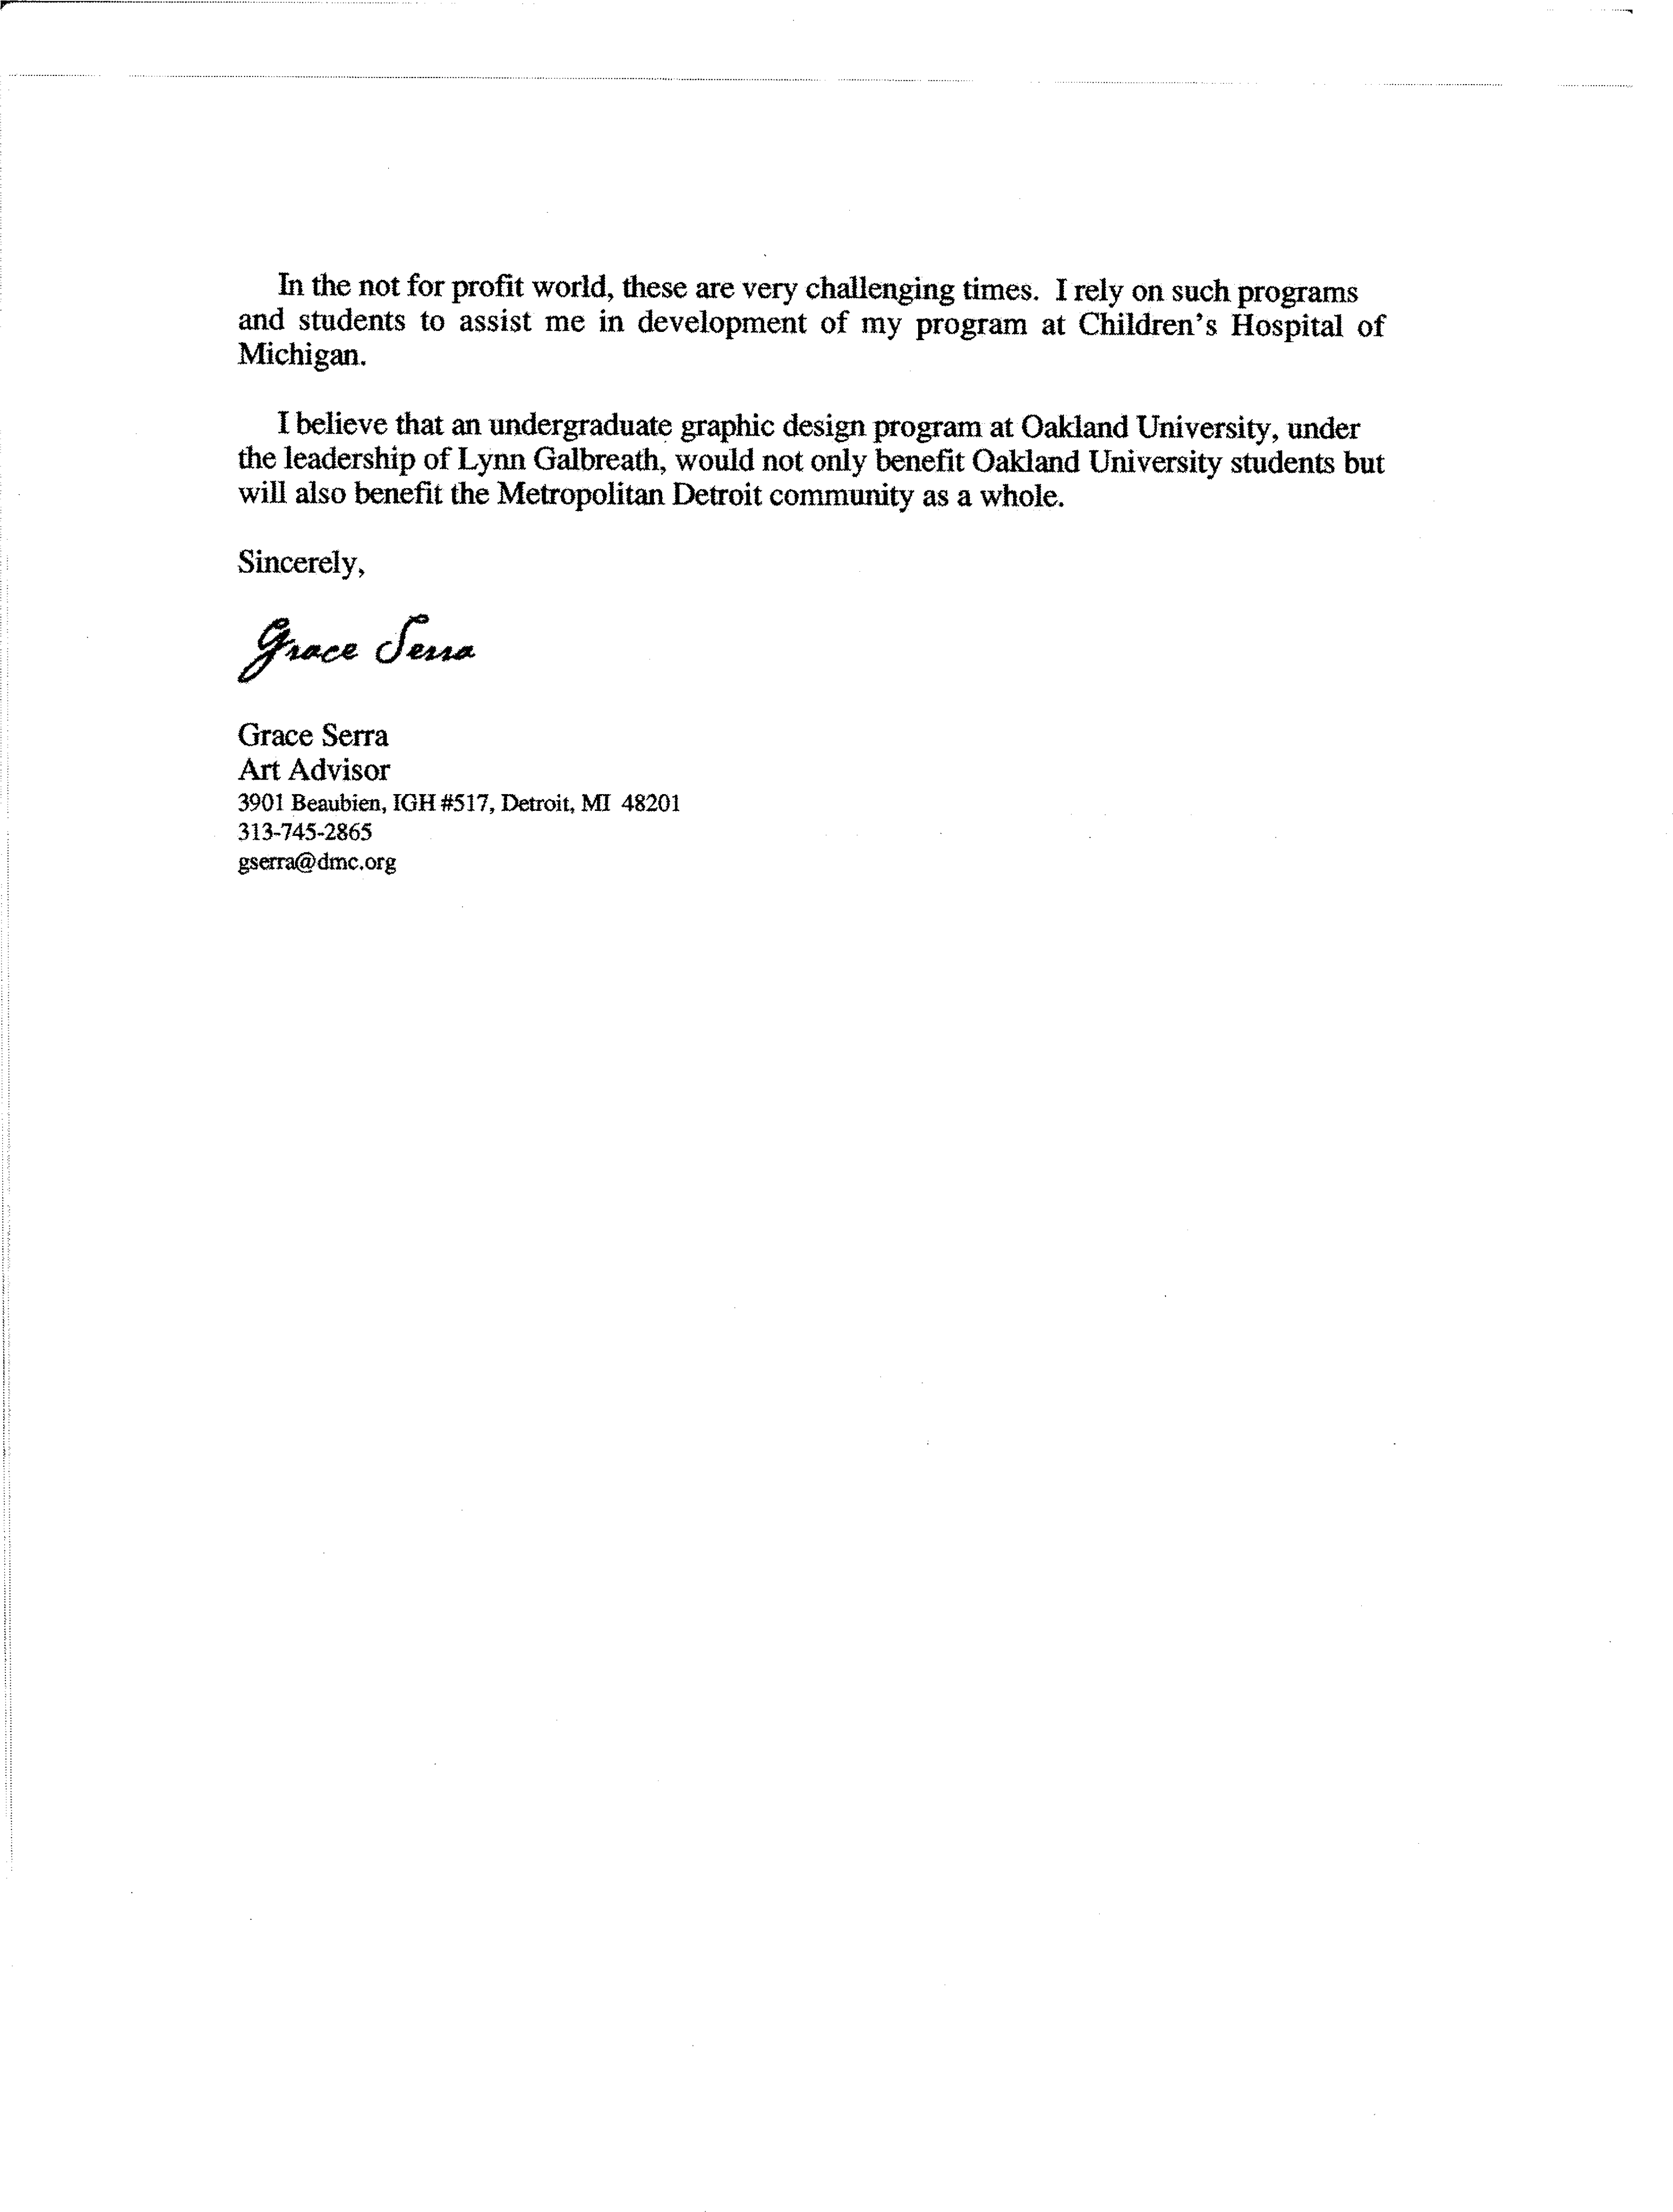 In the not for profit world, these are very challenging times. I rely on such programs
and students to assist me in development of my program at Children's Hospital of
Michigan.
I believe that an undergraduate graphic design program at Oakland University, under
the leadership of Lynn Galbreath, would not only benefit Oakland University students but
will also benefit the Metropolitan Detroit community as a whole.
Sincerely,
Grace Serra
Grace Serra
Art Advisor
3901 Beaubien, IGH #517, Detroit, MI 48201
313-745-2865
gserra@dmc.org